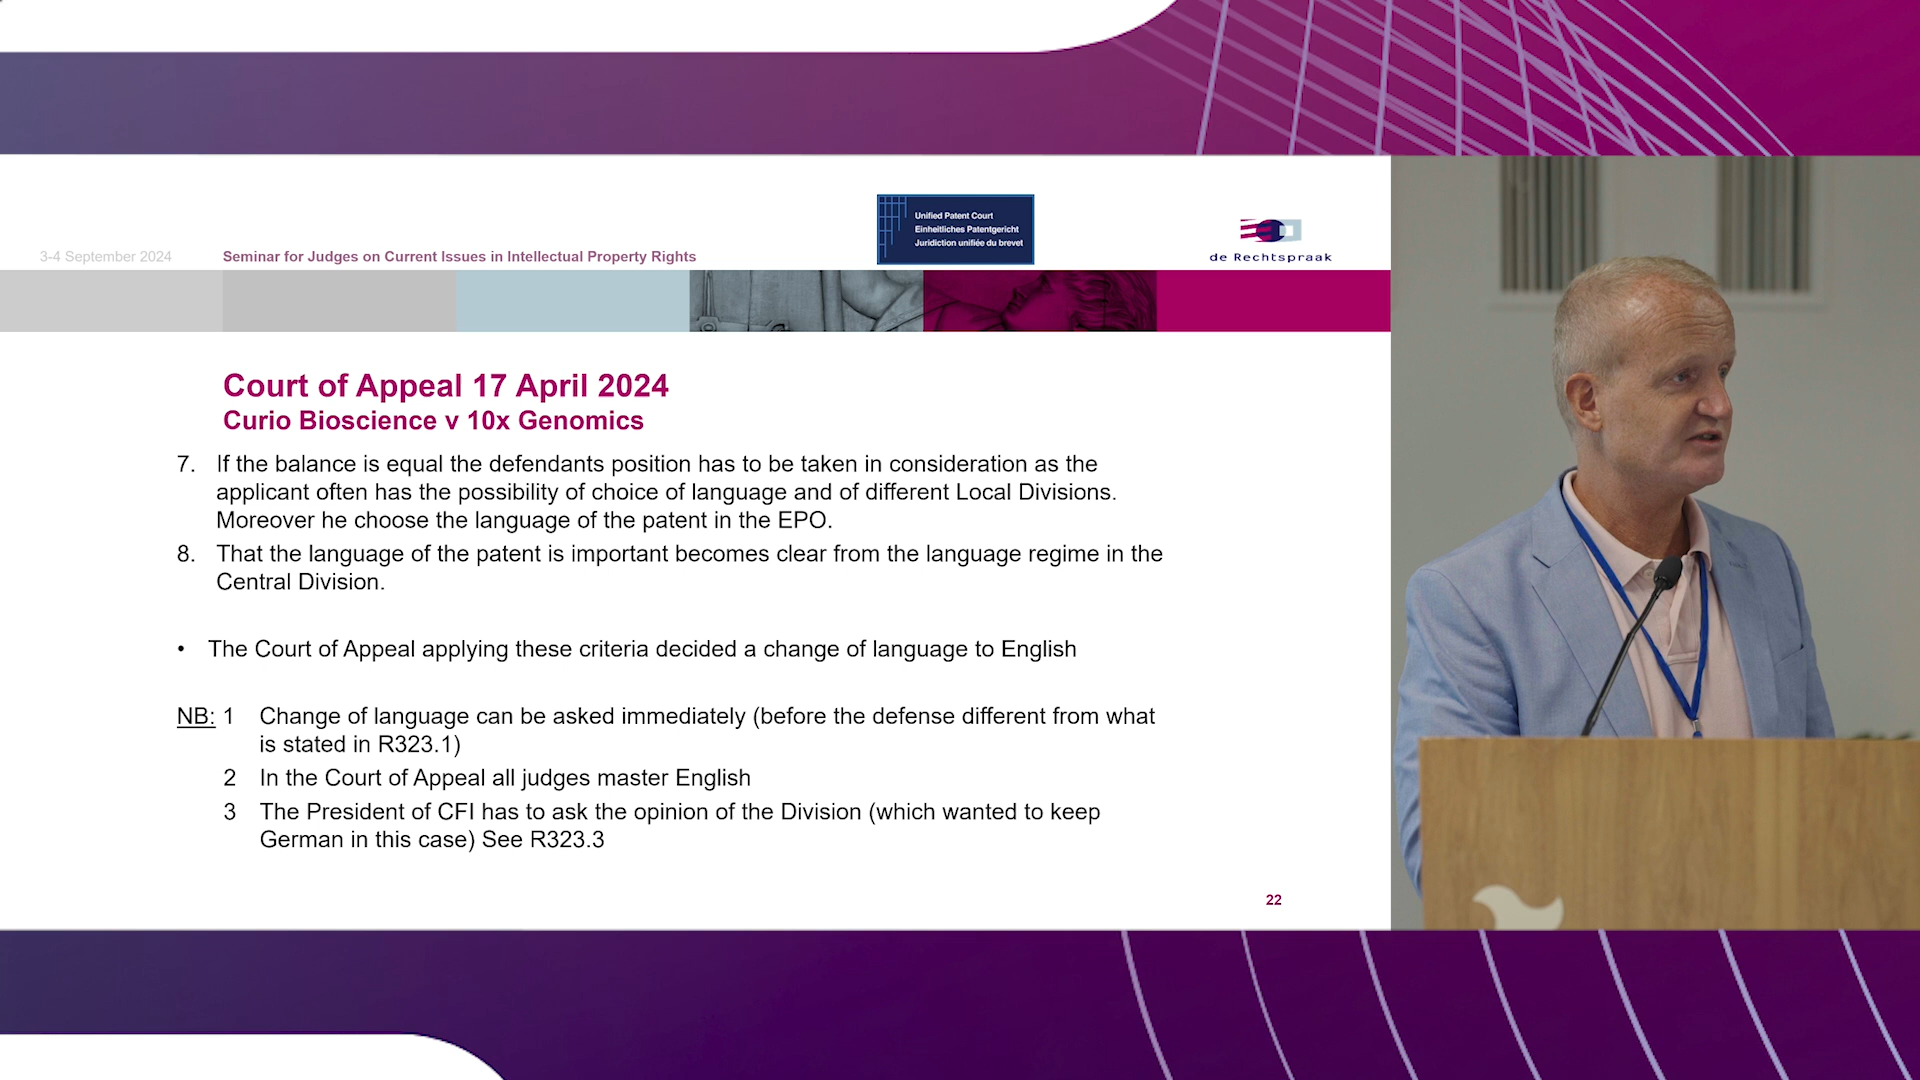 Unified Patent Court
Einheitliches Patentgericht
Juridiction unifiée du brevet
de Rechtspraak
3-4 September 2024
Seminar for Judges on Current Issues in Intellectual Property Rights
Court of Appeal 17 April 2024
Curio Bioscience v 10x Genomics
7. If the balance is equal the defendants position has to be taken in consideration as the
applicant often has the possibility of choice of language and of different Local Divisions.
Moreover he choose the language of the patent in the EPO.
8. That the language of the patent is important becomes clear from the language regime in the
Central Division.
• The Court of Appeal applying these criteria decided a change of language to English
NB: 1 Change of language can be asked immediately (before the defense different from what
is stated in R323.1)
2 In the Court of Appeal all judges master English
3 The President of CFI has to ask the opinion of the Division (which wanted to keep
German in this case) See R323.3
22